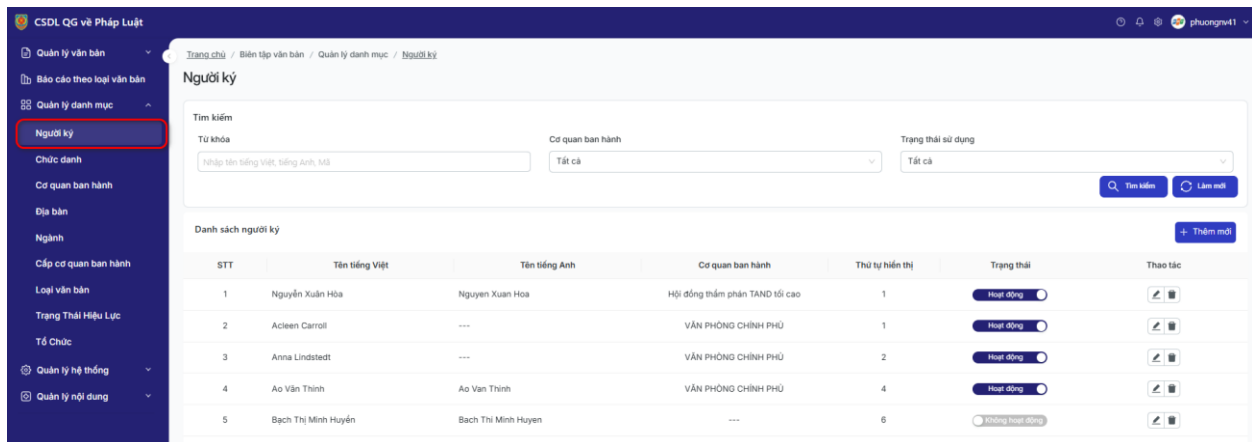 CSDL QG về Pháp Luật
phuongnv41
Quản lý văn bản
Báo cáo theo loại văn bản
Quản lý danh mục
Người ký
Chức danh
Cơ quan ban hành
Địa bàn
Ngành
Cấp cơ quan ban hành
Loại văn bản
Trạng Thái Hiệu Lực
Tổ Chức
Quản lý hệ thống
Quản lý nội dung
Trang chủ / Biên tập văn bản / Quản lý danh mục / Người ký
Người ký
Tìm kiếm
Từ khóa Cơ quan ban hành Trạng thái sử dụng
Nhập tên tiếng Việt, tiếng Anh, Mã Tất cả Tất cả
Tìm kiếm Làm mới
Danh sách người ký
+ Thêm mới
STT Tên tiếng Việt Tên tiếng Anh Cơ quan ban hành Thứ tự hiển thị Trạng thái Thao tác
1 Nguyễn Xuân Hòa Nguyen Xuan Hoa Hội đồng thẩm phán TAND tối cao 1 Hoạt động
2 Acleen Carroll --- VĂN PHÒNG CHÍNH PHỦ 1 Hoạt động
3 Anna Lindstedt --- VĂN PHÒNG CHÍNH PHỦ 2 Hoạt động
4 Ao Văn Thinh Ao Van Thinh VĂN PHÒNG CHÍNH PHỦ 4 Hoạt động
5 Bạch Thị Minh Huyền Bach Thi Minh Huyen --- 6 Không hoạt động